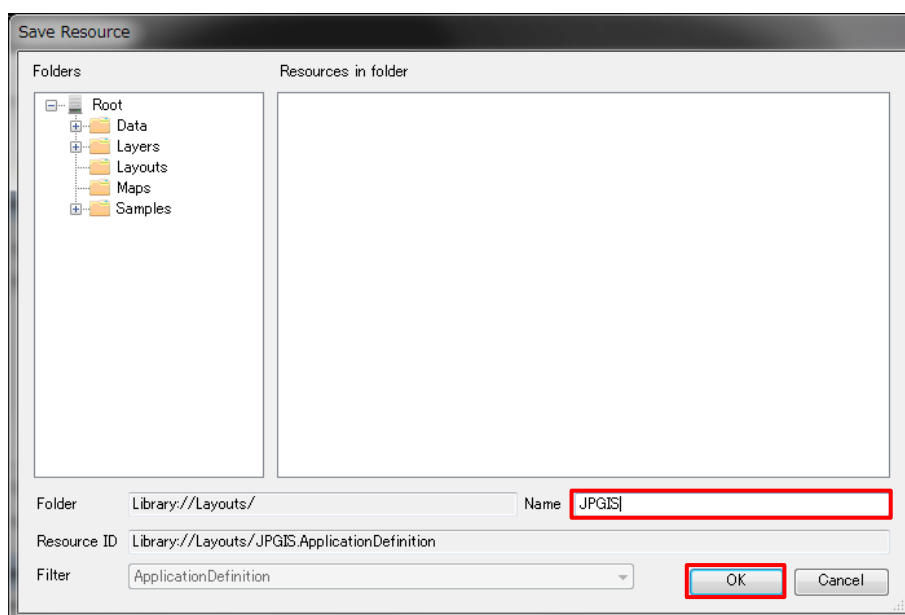 Save Resource
Folders
Resources in folder
Root
Data
Layers
Layouts
Maps
Samples
Folder Library://Layouts/ Name JPGIS
Resource ID Library://Layouts/JPGIS.ApplicationDefinition
Filter ApplicationDefinition OK Cancel